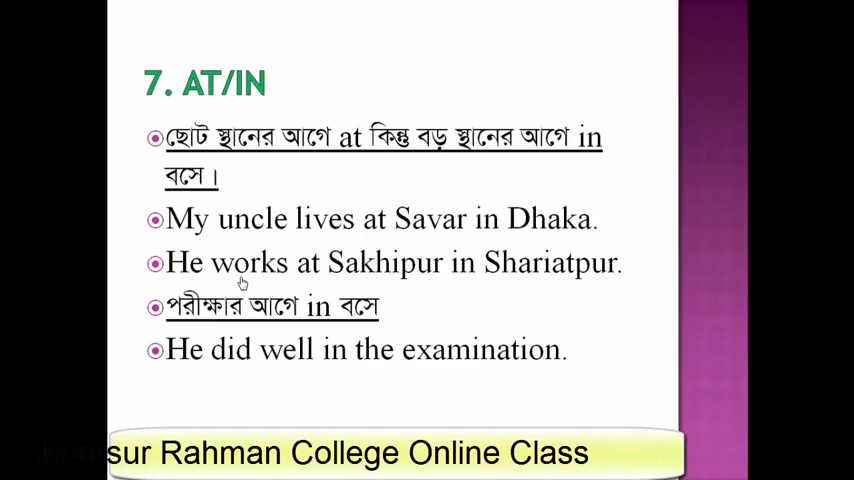 7. AT/IN
ছোট স্থানের আগে at কিন্তু বড় স্থানের আগে in
বসে।
My uncle lives at Savar in Dhaka.
He works at Sakhipur in Shariatpur.
পরীক্ষার আগে in বসে
He did well in the examination.
Rahman College Online Class